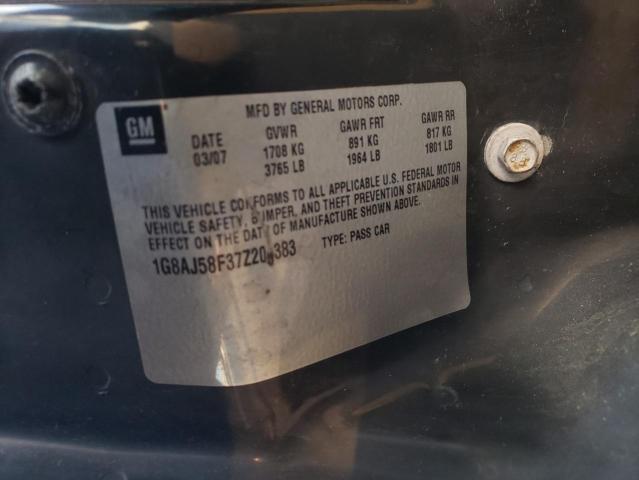 GM
MFD BY GENERAL MOTORS CORP.
DATE GVWR GAWR FRT GAWR RR
03/07 1708 KG 891 KG 817 KG
3765 LB 1964 LB 1801 LB
THIS VEHICLE CONFORMS TO ALL APPLICABLE U.S. FEDERAL MOTOR
VEHICLE SAFETY, BUMPER, AND THEFT PREVENTION STANDARDS IN
EFFECT ON THE DATE OF MANUFACTURE SHOWN ABOVE.
TYPE: PASS CAR